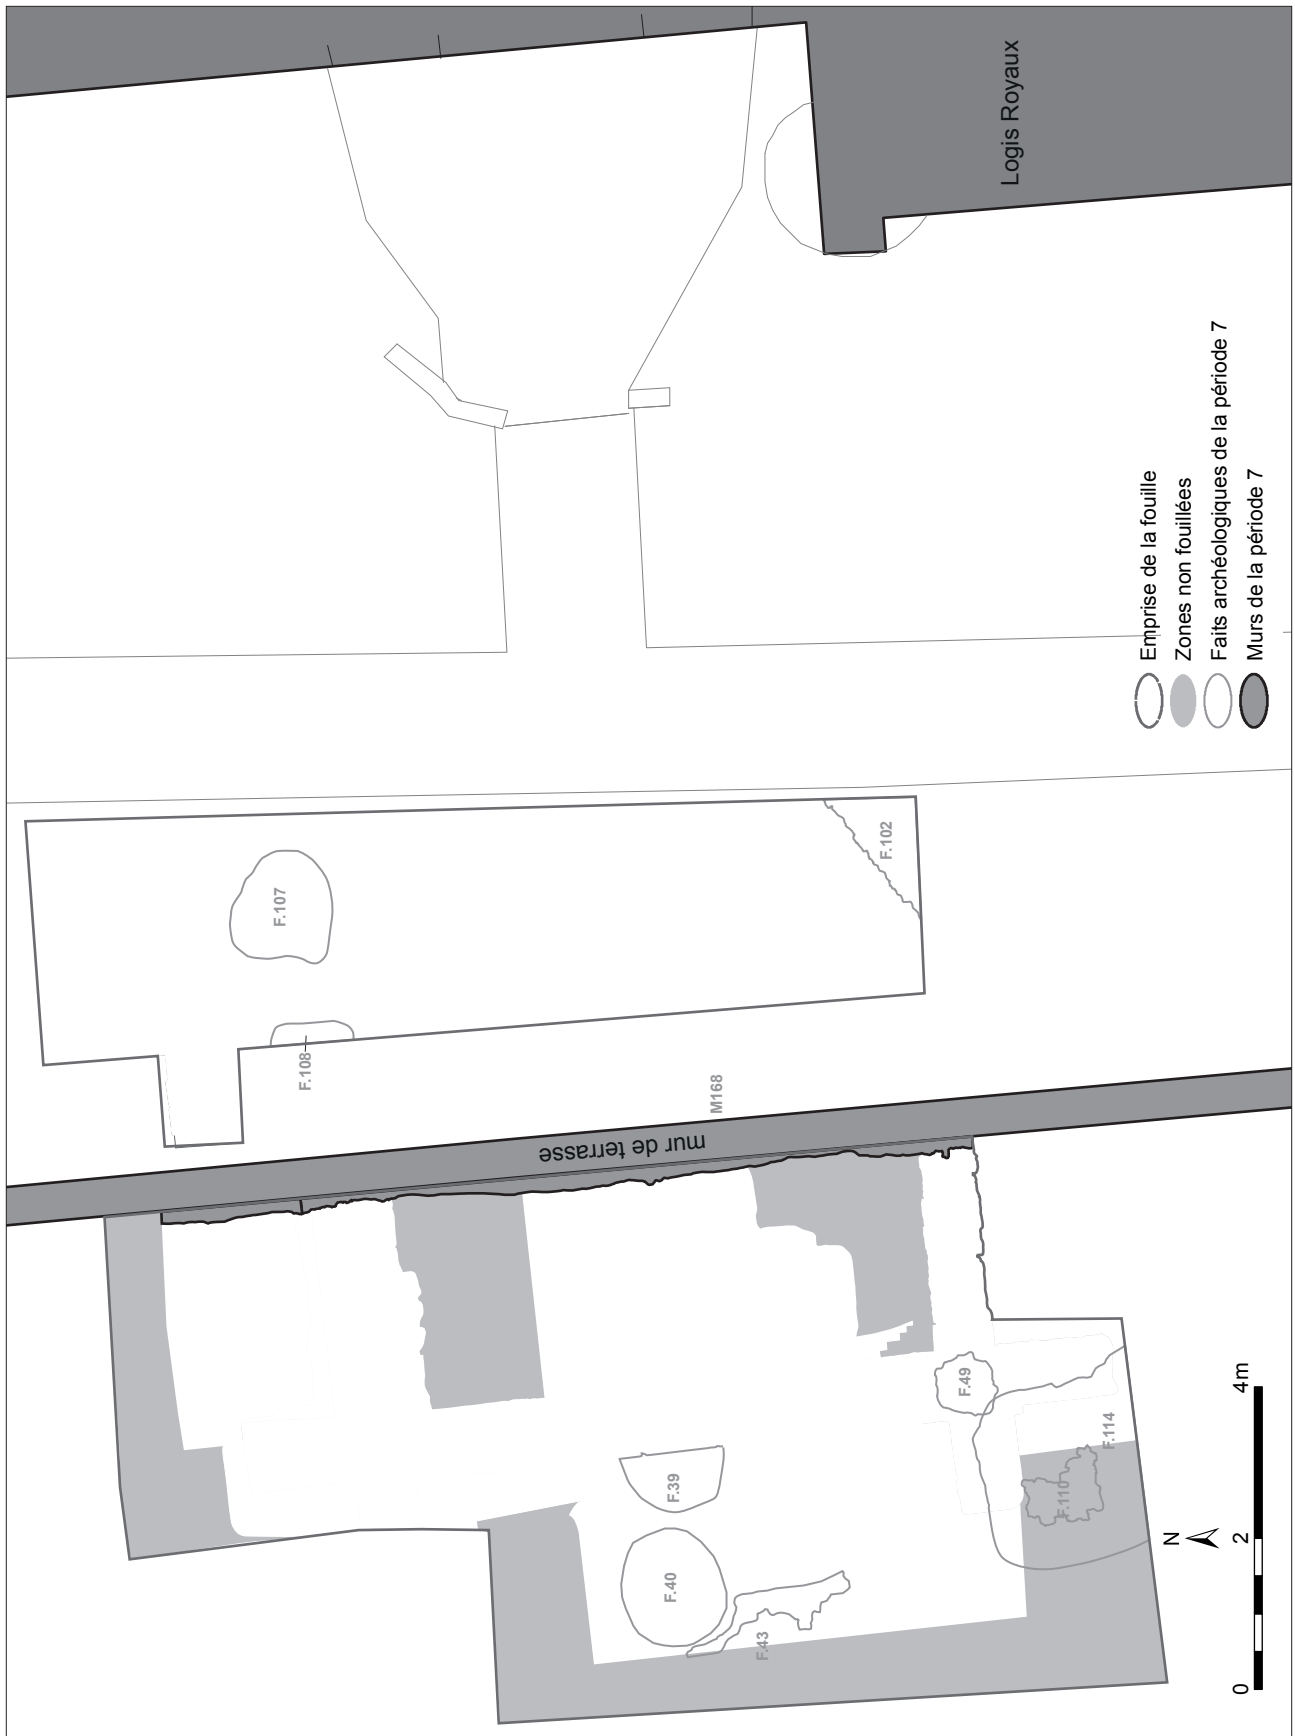 Logis Royaux
Emprise de la fouille
Zones non fouillées
Faits archéologiques de la période 7
Murs de la période 7
F.107
F.102
F.108
M168
mur de terrasse
F.49
F.39
F.114
F.110
F.40
F.43
N
0 2 4m